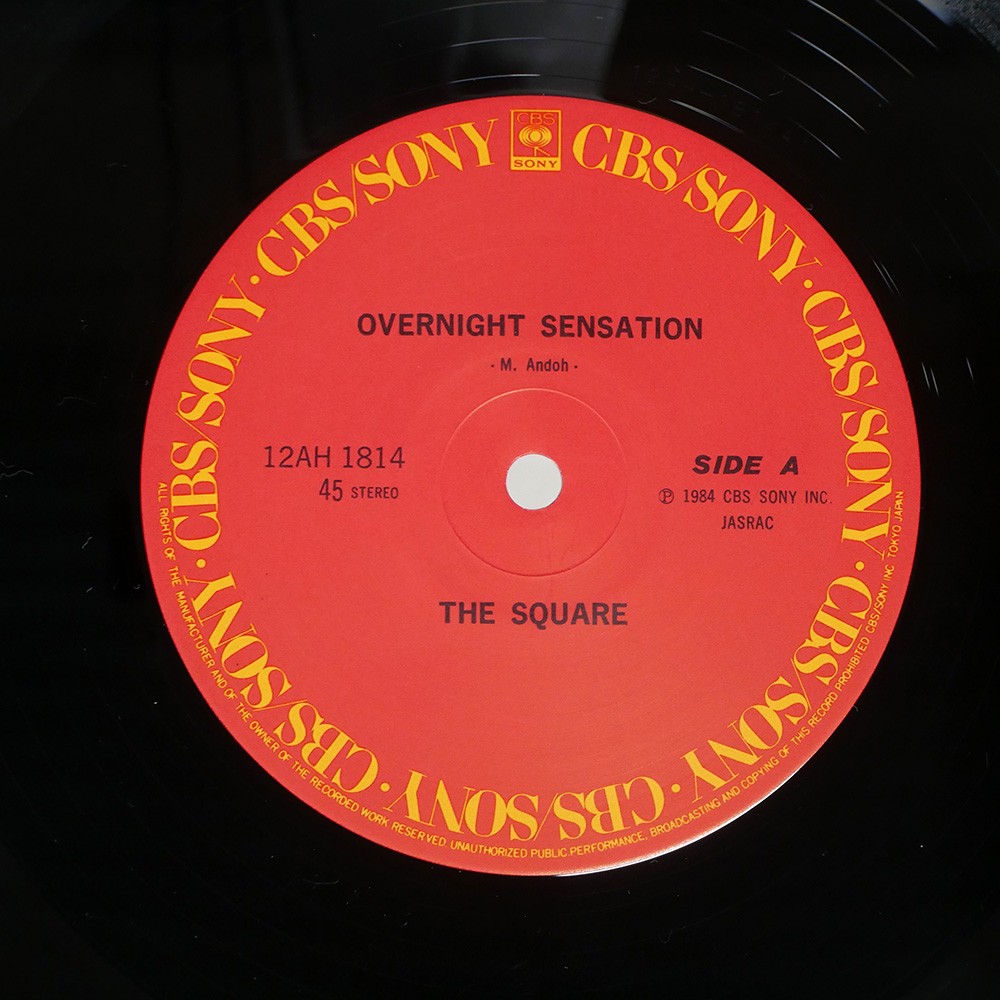 CBS
SONY
CBS/SONY · CBS/SONY · CBS/SONY · CBS/SONY · CBS/SONY · CBS/SONY · CBS/SONY · CBS/SONY
OVERNIGHT SENSATION
· M. Andoh ·
12AH 1814
45 STEREO
SIDE A
Ⓟ 1984 CBS SONY INC.
JASRAC
THE SQUARE
ALL RIGHTS OF THE MANUFACTURER AND OF THE OWNER OF THE RECORDED WORK RESERVED. UNAUTHORIZED PUBLIC PERFORMANCE, BROADCASTING AND COPYING OF THIS RECORD PROHIBITED. CBS/SONY INC. TOKYO JAPAN